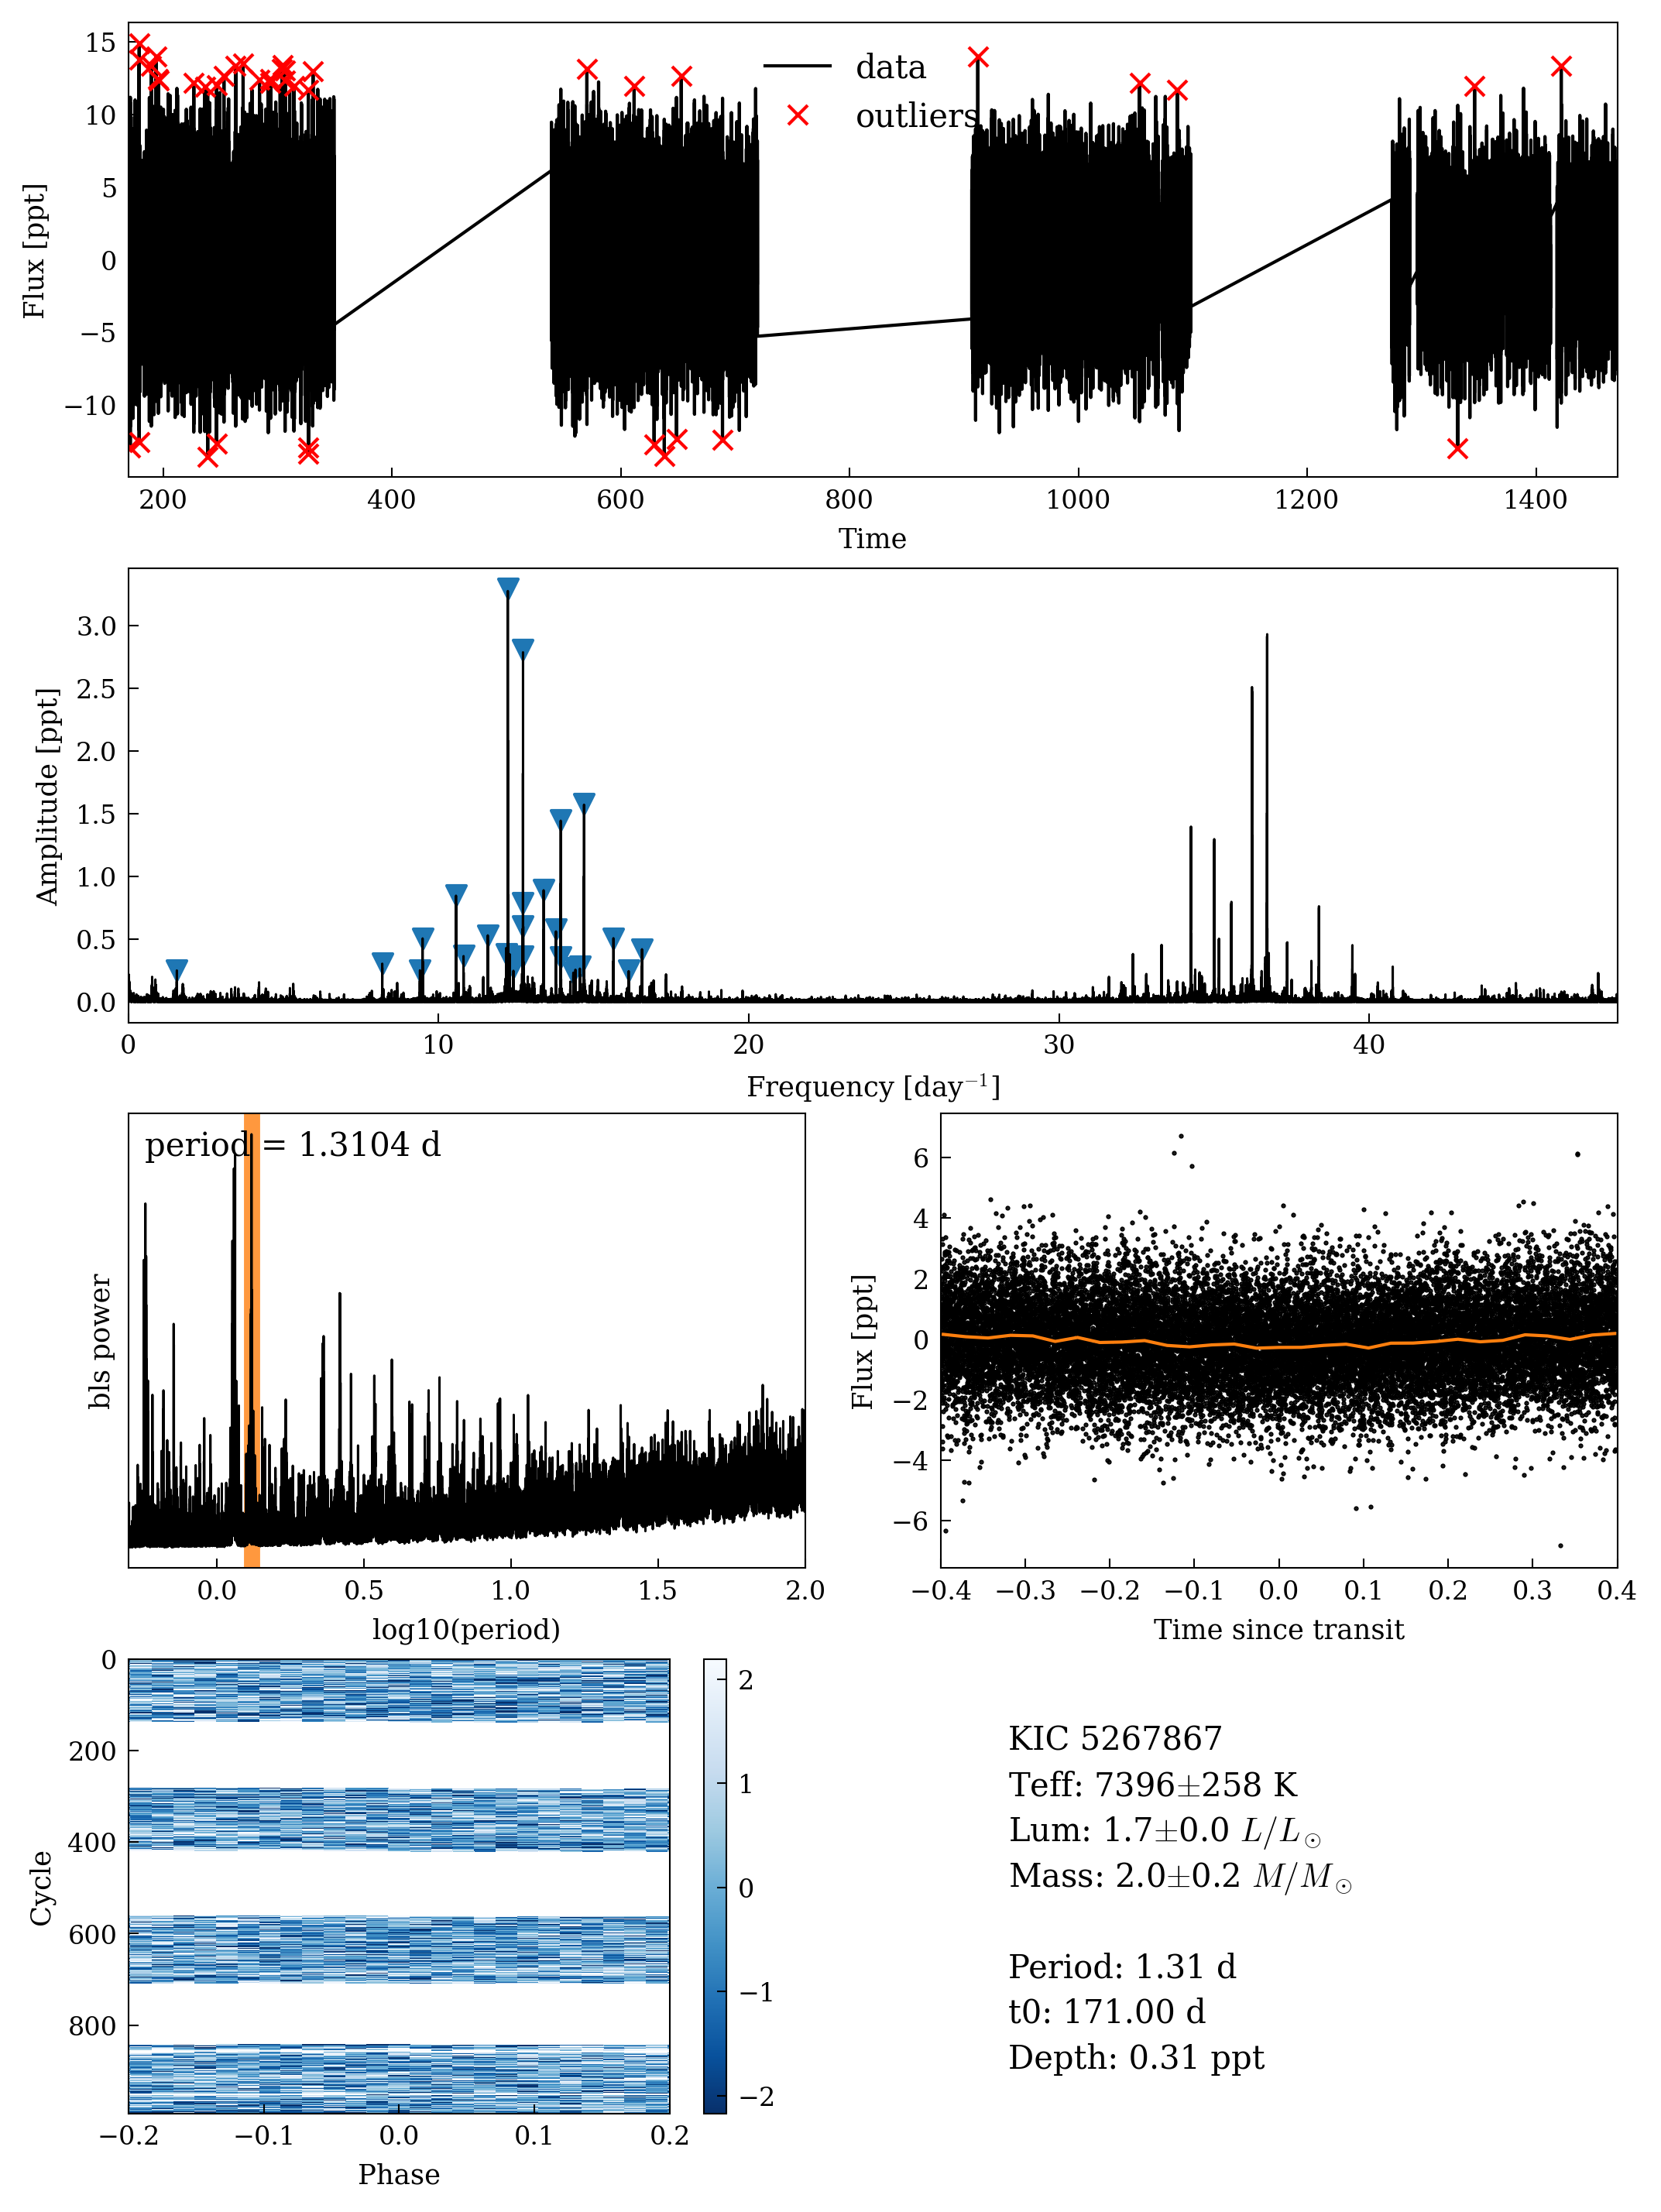 15
10
5
0
−5
−10
Flux [ppt]
data
outliers
200 400 600 800 1000 1200 1400
Time
3.0
2.5
2.0
1.5
1.0
0.5
0.0
Amplitude [ppt]
0 10 20 30 40
Frequency [day⁻¹]
period = 1.3104 d
bls power
0.0 0.5 1.0 1.5 2.0
log10(period)
6
4
2
0
−2
−4
−6
Flux [ppt]
−0.4 −0.3 −0.2 −0.1 0.0 0.1 0.2 0.3 0.4
Time since transit
0
200
400
600
800
Cycle
−0.2 −0.1 0.0 0.1 0.2
Phase
2
1
0
−1
−2
KIC 5267867
Teff: 7396±258 K
Lum: 1.7±0.0 L/L⊙
Mass: 2.0±0.2 M/M⊙
Period: 1.31 d
t0: 171.00 d
Depth: 0.31 ppt